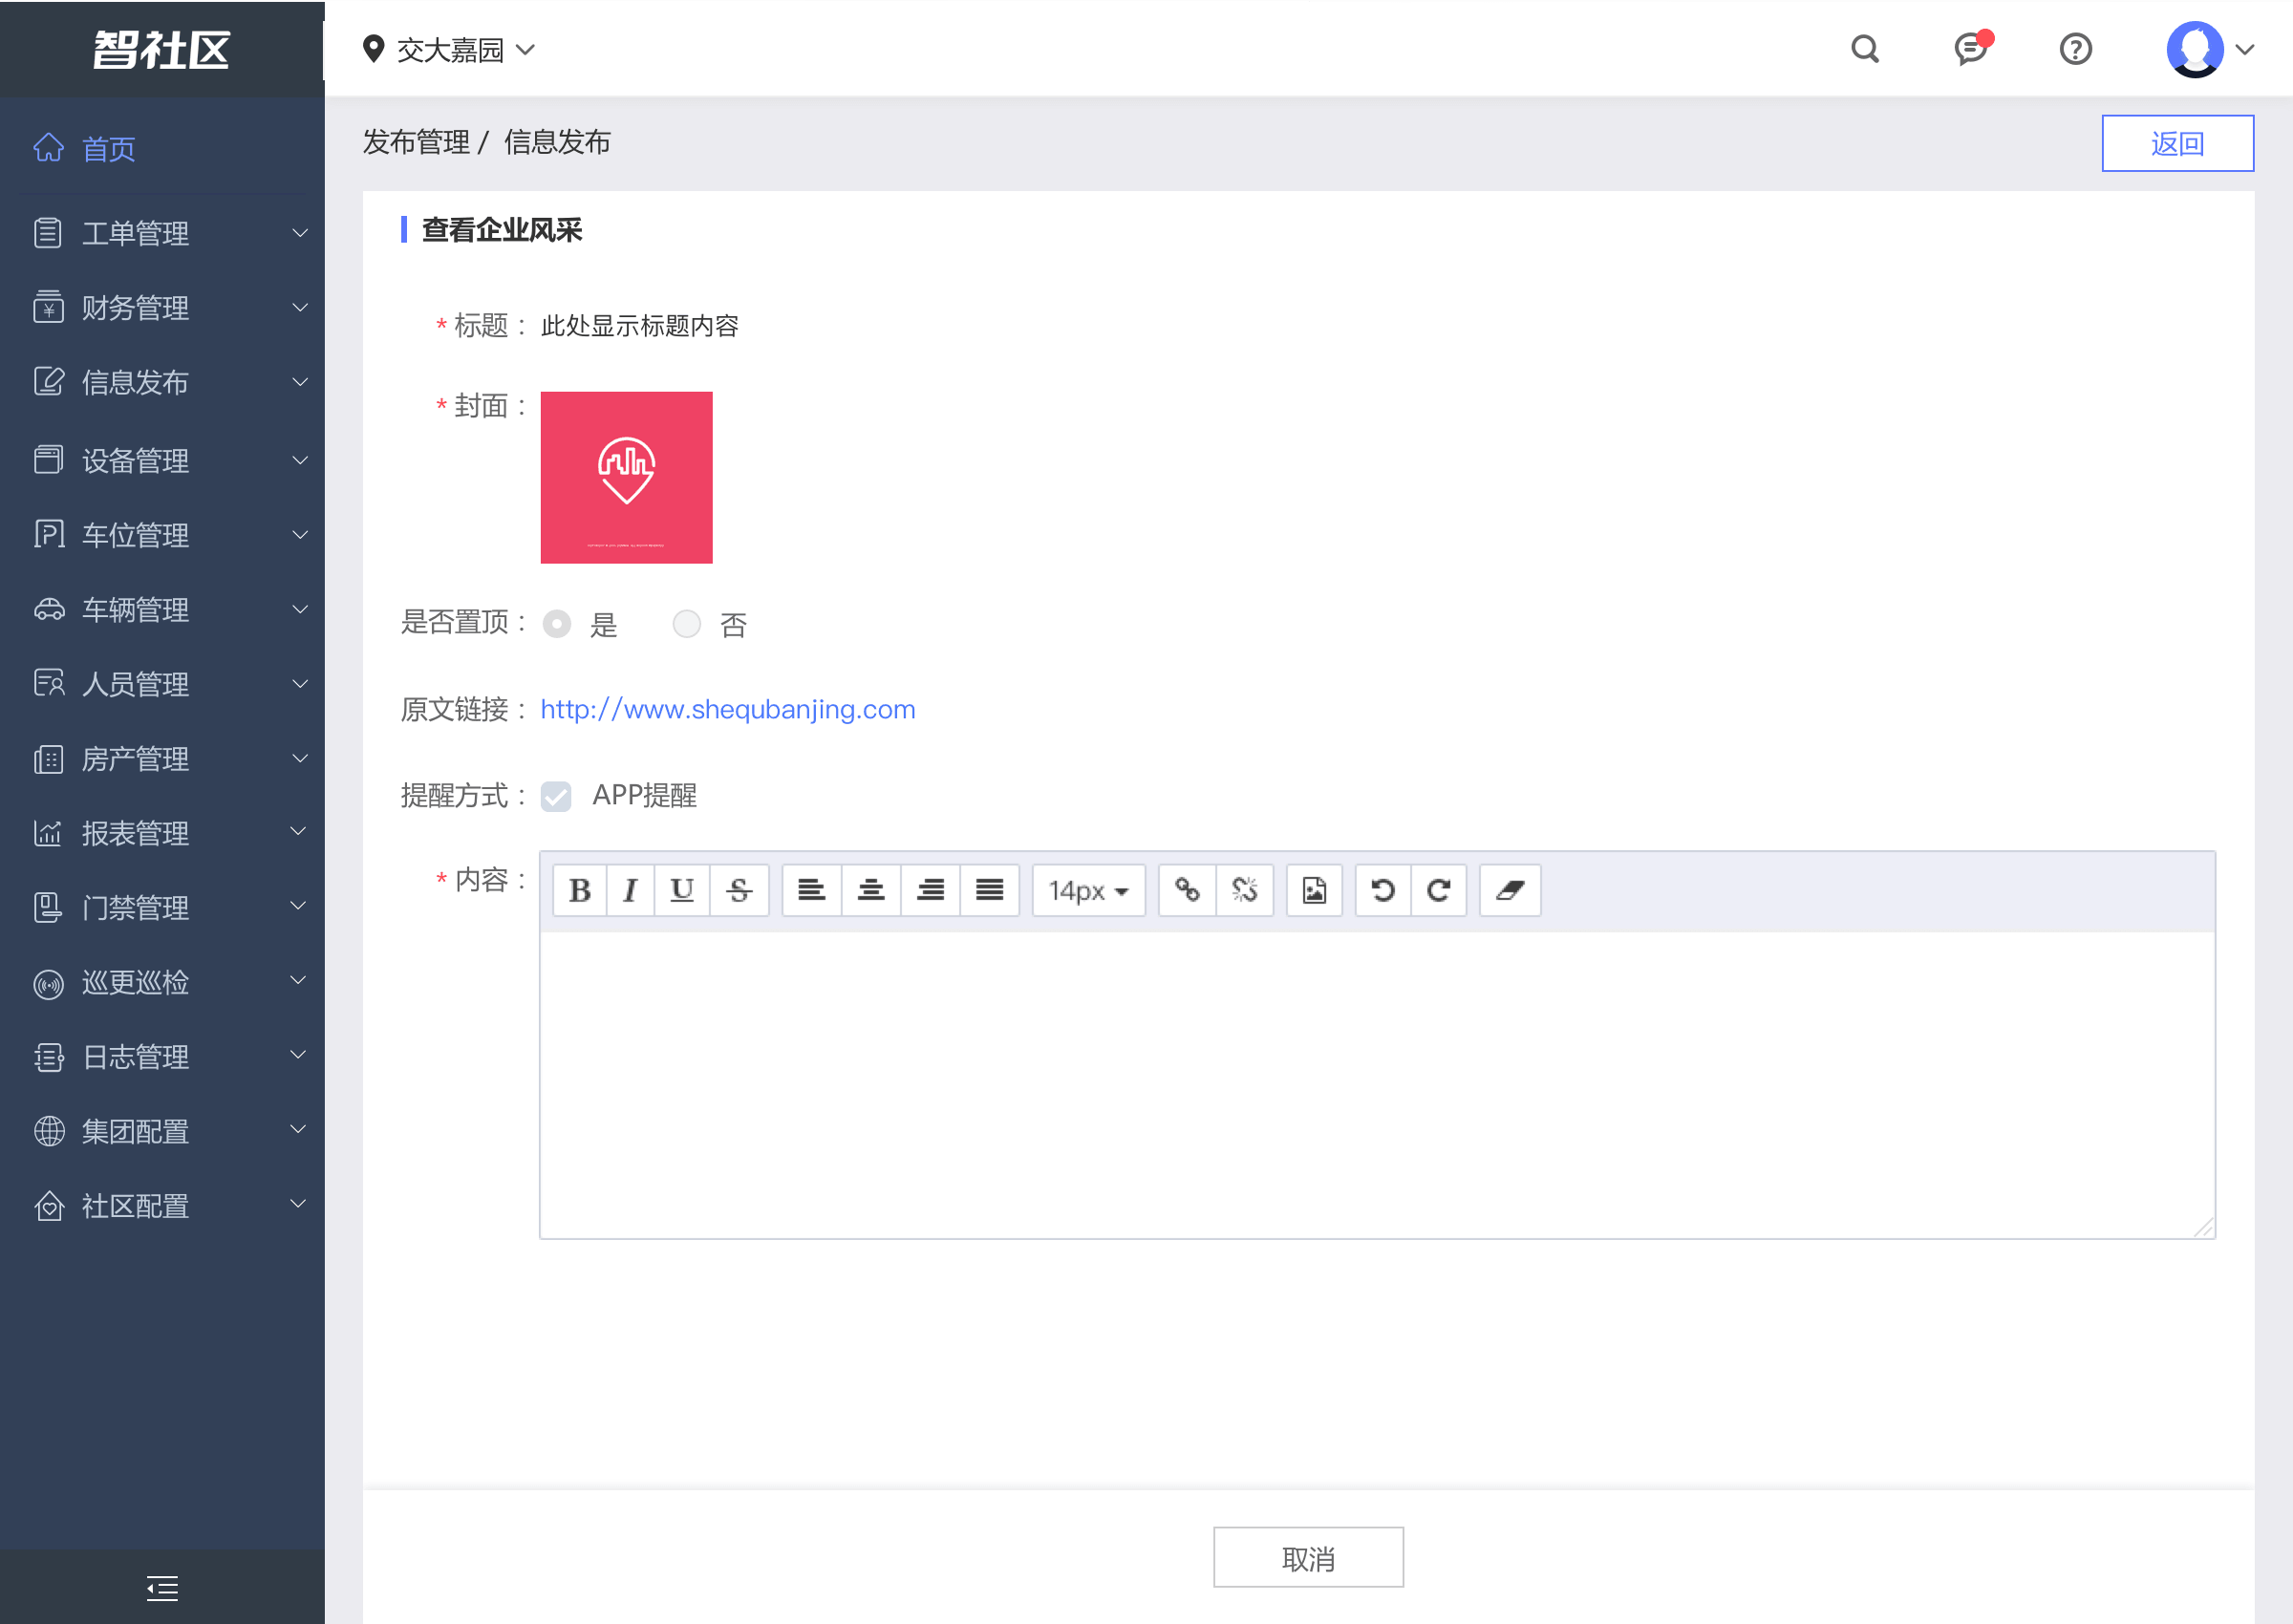 智社区
交大嘉园
首页
工单管理
财务管理
信息发布
设备管理
车位管理
车辆管理
人员管理
房产管理
报表管理
门禁管理
巡更巡检
日志管理
集团配置
社区配置
发布管理 / 信息发布
返回
查看企业风采
* 标题： 此处显示标题内容
* 封面：
是否置顶： 是 否
原文链接： http://www.shequbanjing.com
提醒方式： APP提醒
* 内容：
B I U S 14px
取消